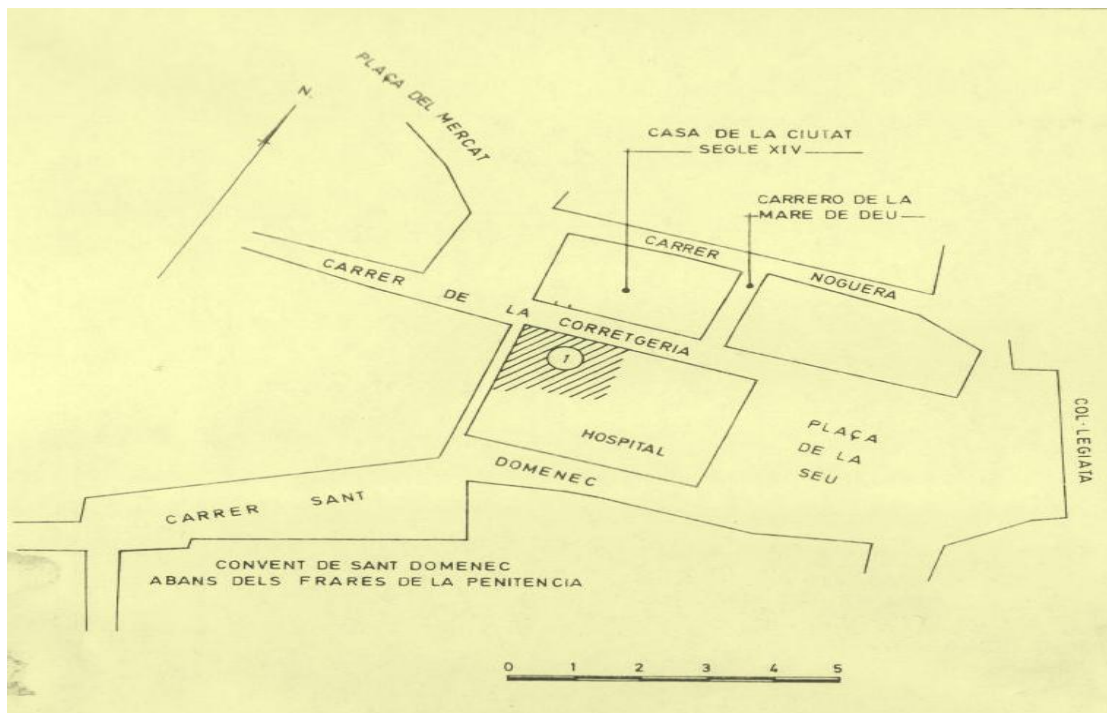 PLAÇA DEL MERCAT
N.
CASA DE LA CIUTAT
SEGLE XIV
CARRERO DE LA
MARE DE DEU
CARRER NOGUERA
CARRER DE LA CORRETGERIA
1
HOSPITAL
PLAÇA
DE LA
SEU
COL·LEGIATA
CARRER SANT DOMENEC
CONVENT DE SANT DOMENEC
ABANS DELS FRARES DE LA PENITENCIA
0 1 2 3 4 5